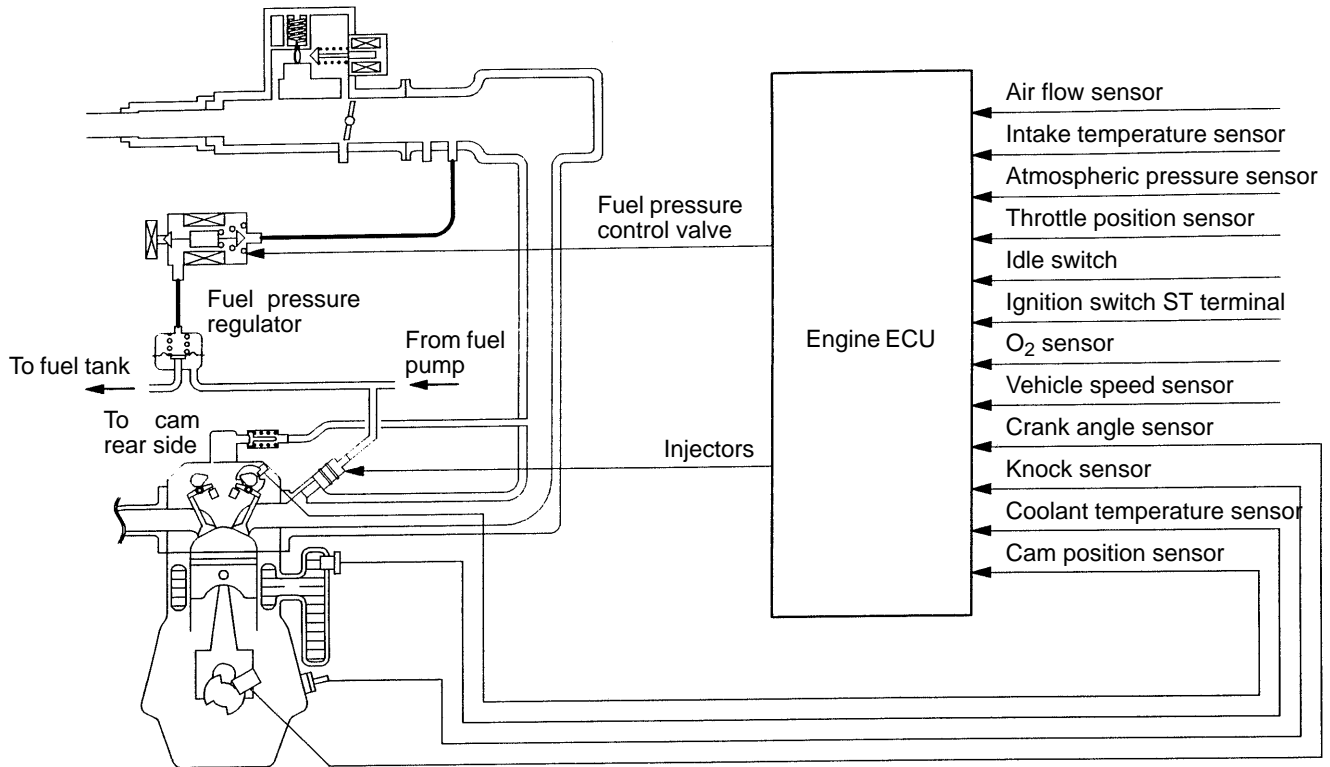 Fuel pressure
control valve
Fuel pressure
regulator
To fuel tank
From fuel
pump
To cam
rear side
Injectors
Engine ECU
Air flow sensor
Intake temperature sensor
Atmospheric pressure sensor
Throttle position sensor
Idle switch
Ignition switch ST terminal
O₂ sensor
Vehicle speed sensor
Crank angle sensor
Knock sensor
Coolant temperature sensor
Cam position sensor